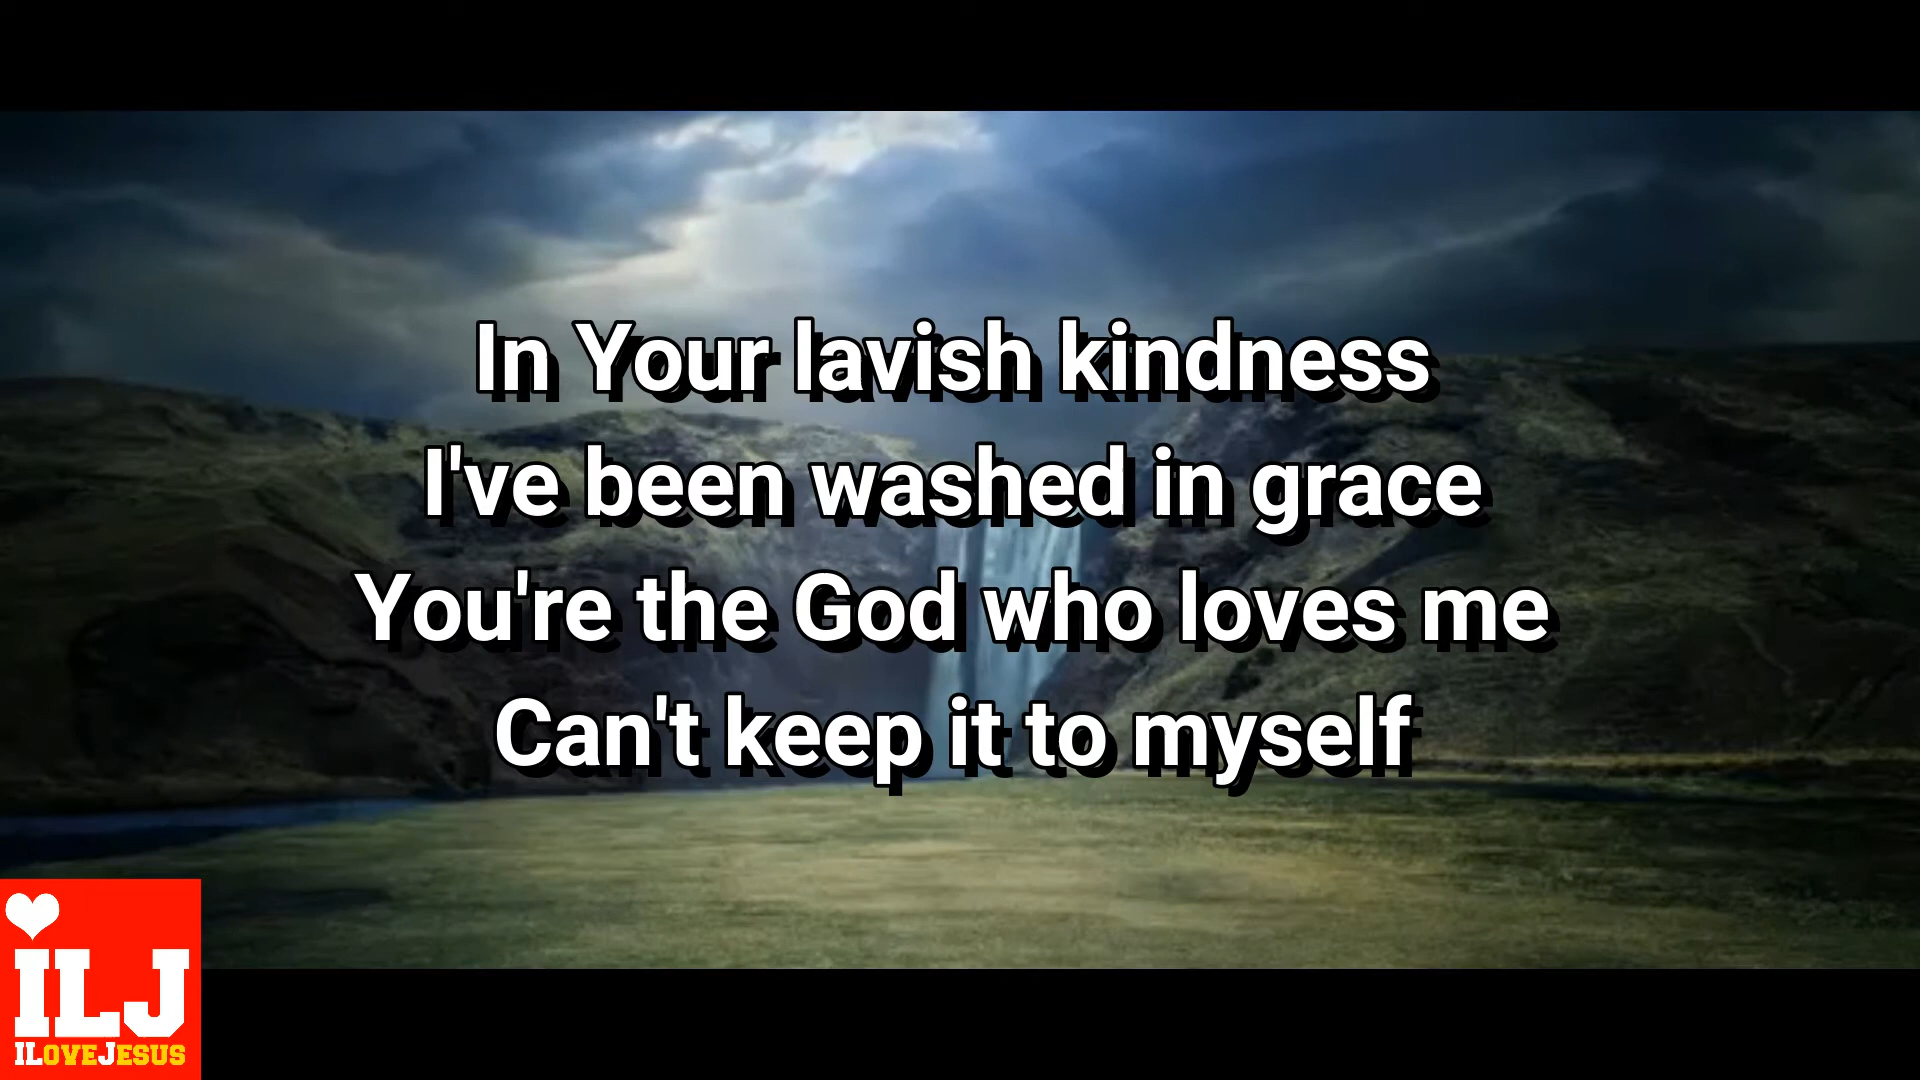 In Your lavish kindness
I've been washed in grace
You're the God who loves me
Can't keep it to myself
iLJ
ILOVEJESUS